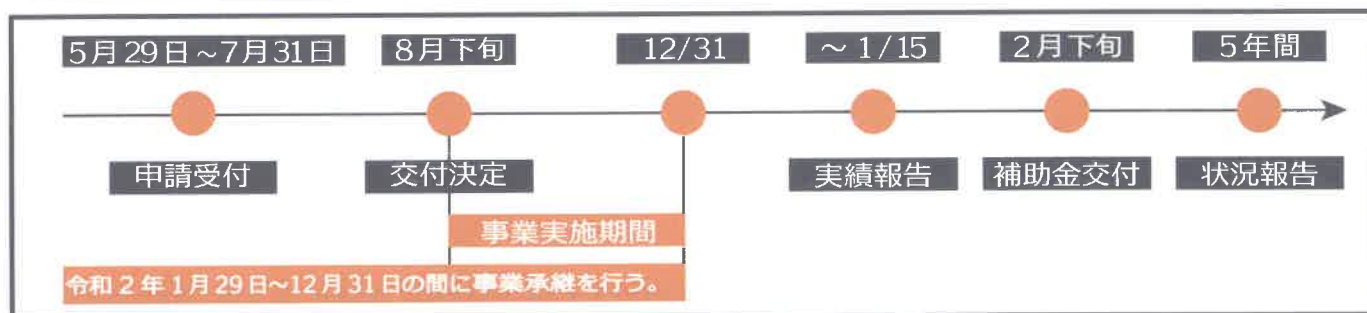 5月29日～7月31日
8月下旬
12/31
～1/15
2月下旬
5年間
申請受付
交付決定
実績報告
補助金交付
状況報告
事業実施期間
令和2年1月29日～12月31日の間に事業承継を行う。